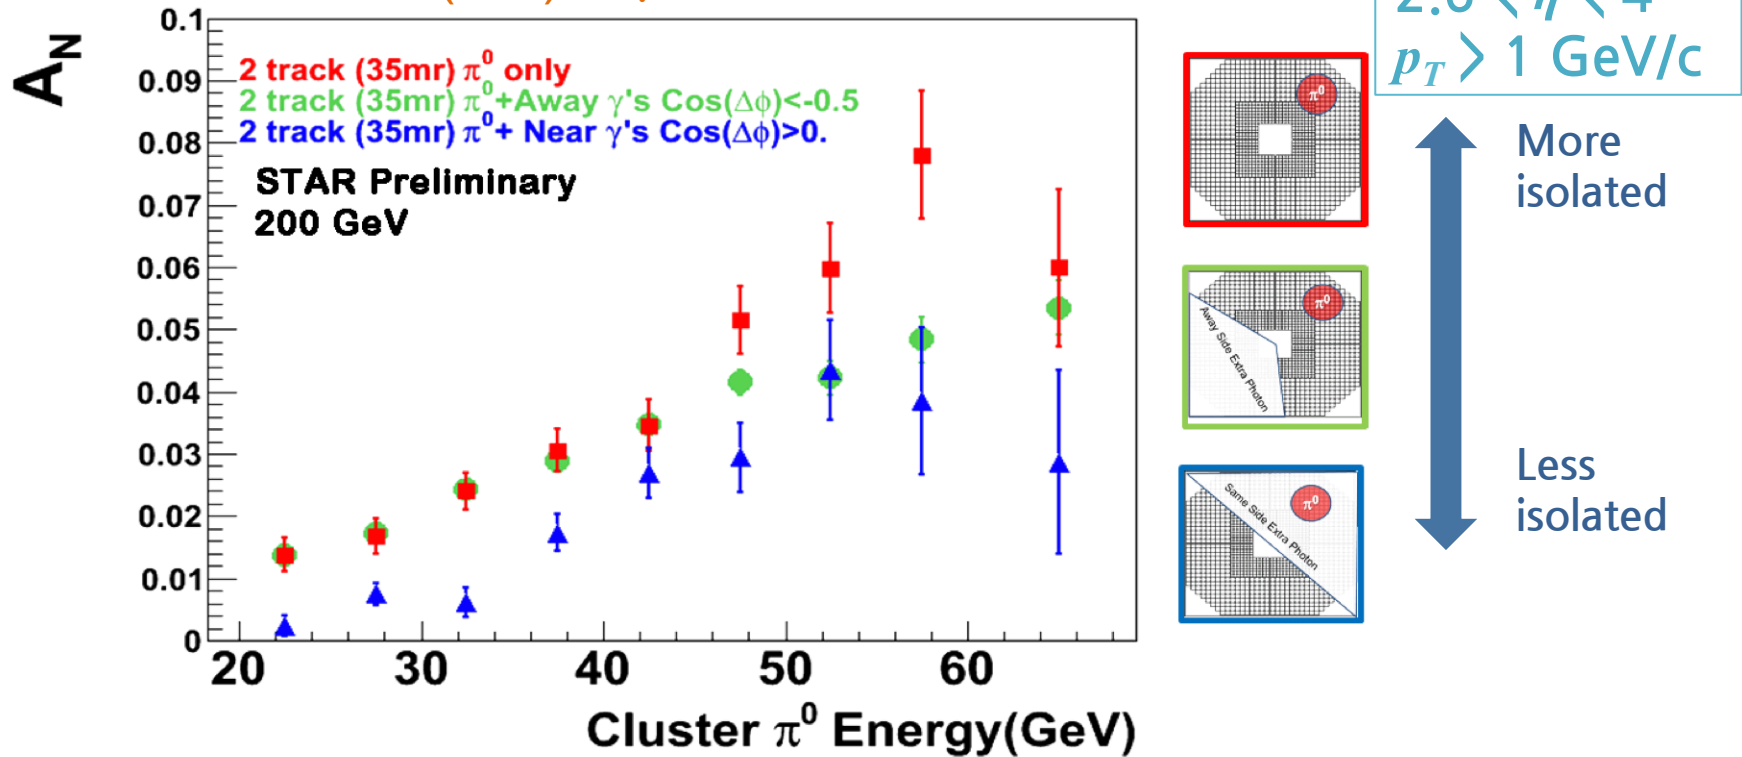 2 track (35mr) π⁰ only
2 track (35mr) π⁰+Away γ's Cos(Δϕ)<-0.5
2 track (35mr) π⁰+ Near γ's Cos(Δϕ)>0.
STAR Preliminary
200 GeV
A_N
0.1
0.09
0.08
0.07
0.06
0.05
0.04
0.03
0.02
0.01
0
20 30 40 50 60
Cluster π⁰ Energy(GeV)
p_T > 1 GeV/c
π⁰
More
isolated
π⁰
Away Side Extra Photon
Less
isolated
π⁰
Same Side Extra Photon